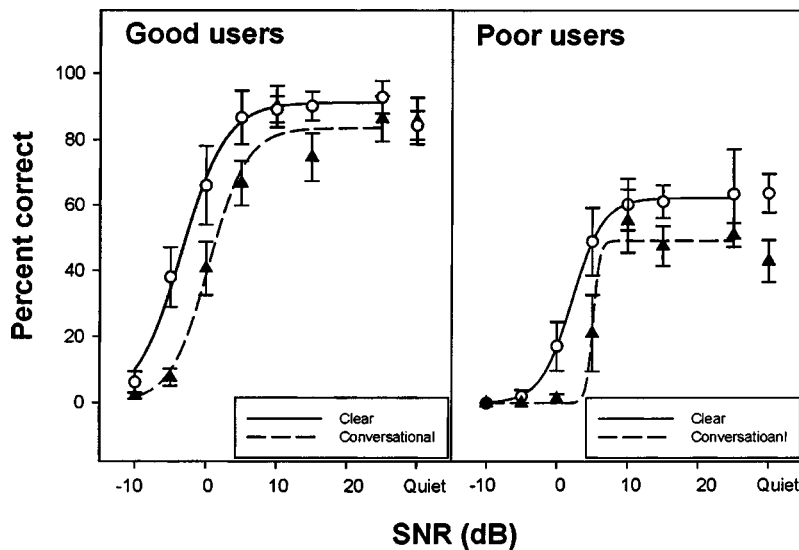 Good users
Poor users
Percent correct
100
80
60
40
20
0
Clear
Conversational
Clear
Conversatioanl
-10
0
10
20
Quiet
-10
0
10
20
Quiet
SNR (dB)